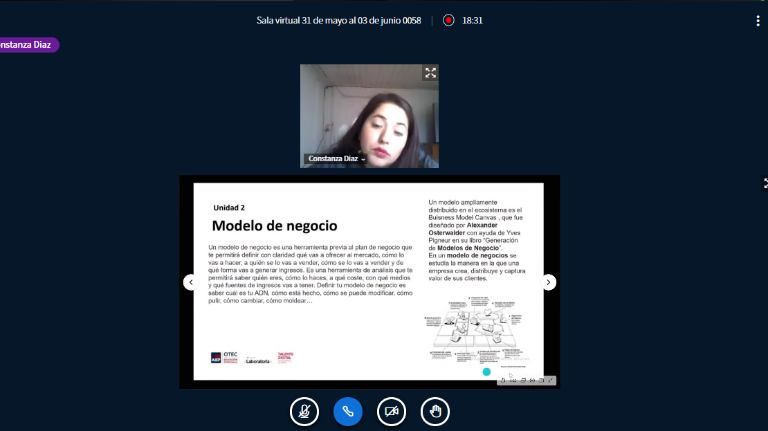 Sala virtual 31 de mayo al 03 de junio 0058
18:31
nstanza Diaz
Constanza Diaz
Unidad 2
Modelo de negocio
Un modelo de negocio es una herramienta previa al plan de negocio que
te permitirá definir con claridad qué vas a ofrecer al mercado, cómo lo
vas a hacer, a quién se lo vas a vender, cómo se lo vas a vender y de
qué forma vas a generar ingresos. Es una herramienta de análisis que te
permitirá saber quién eres, cómo lo haces, a qué coste, con qué medios
y qué fuentes de ingresos vas a tener. Definir tu modelo de negocio es
saber cuál es tu ADN, cómo está hecho, cómo se puede modificar, cómo
pulir, cómo cambiar, cómo moldear…
Un modelo ampliamente
distribuido en el ecosistema es el
Buisness Model Canvas , que fue
diseñado por Alexander
Osterwalder con ayuda de Yves
Pigneur en su libro "Generación
de Modelos de Negocio".
En un modelo de negocios se
estudia la manera en la que una
empresa crea, distribuye y captura
valor de sus clientes.
OTEC
Laboratoria
TALENTO
DIGITAL